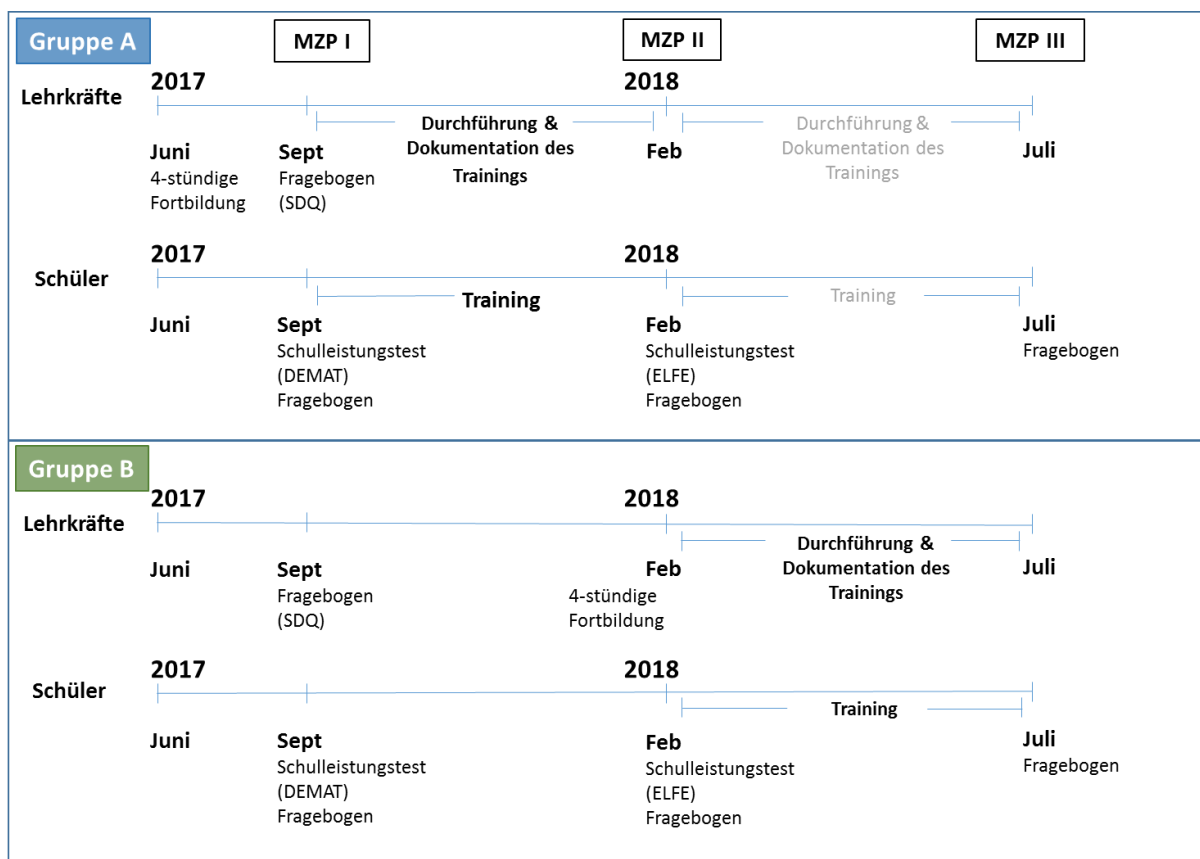 Gruppe A
MZP I
MZP II
MZP III
2017
2018
Lehrkräfte
Durchführung &
Dokumentation des
Trainings
Durchführung &
Dokumentation des
Trainings
Juni
4-stündige
Fortbildung
Sept
Fragebogen
(SDQ)
Feb
Juli
2017
2018
Schüler
Training
Training
Juni
Sept
Schulleistungstest
(DEMAT)
Fragebogen
Feb
Schulleistungstest
(ELFE)
Fragebogen
Juli
Fragebogen
Gruppe B
2017
2018
Lehrkräfte
Durchführung &
Dokumentation des
Trainings
Juni
Sept
Fragebogen
(SDQ)
Feb
4-stündige
Fortbildung
Juli
2017
2018
Schüler
Training
Juni
Sept
Schulleistungstest
(DEMAT)
Fragebogen
Feb
Schulleistungstest
(ELFE)
Fragebogen
Juli
Fragebogen